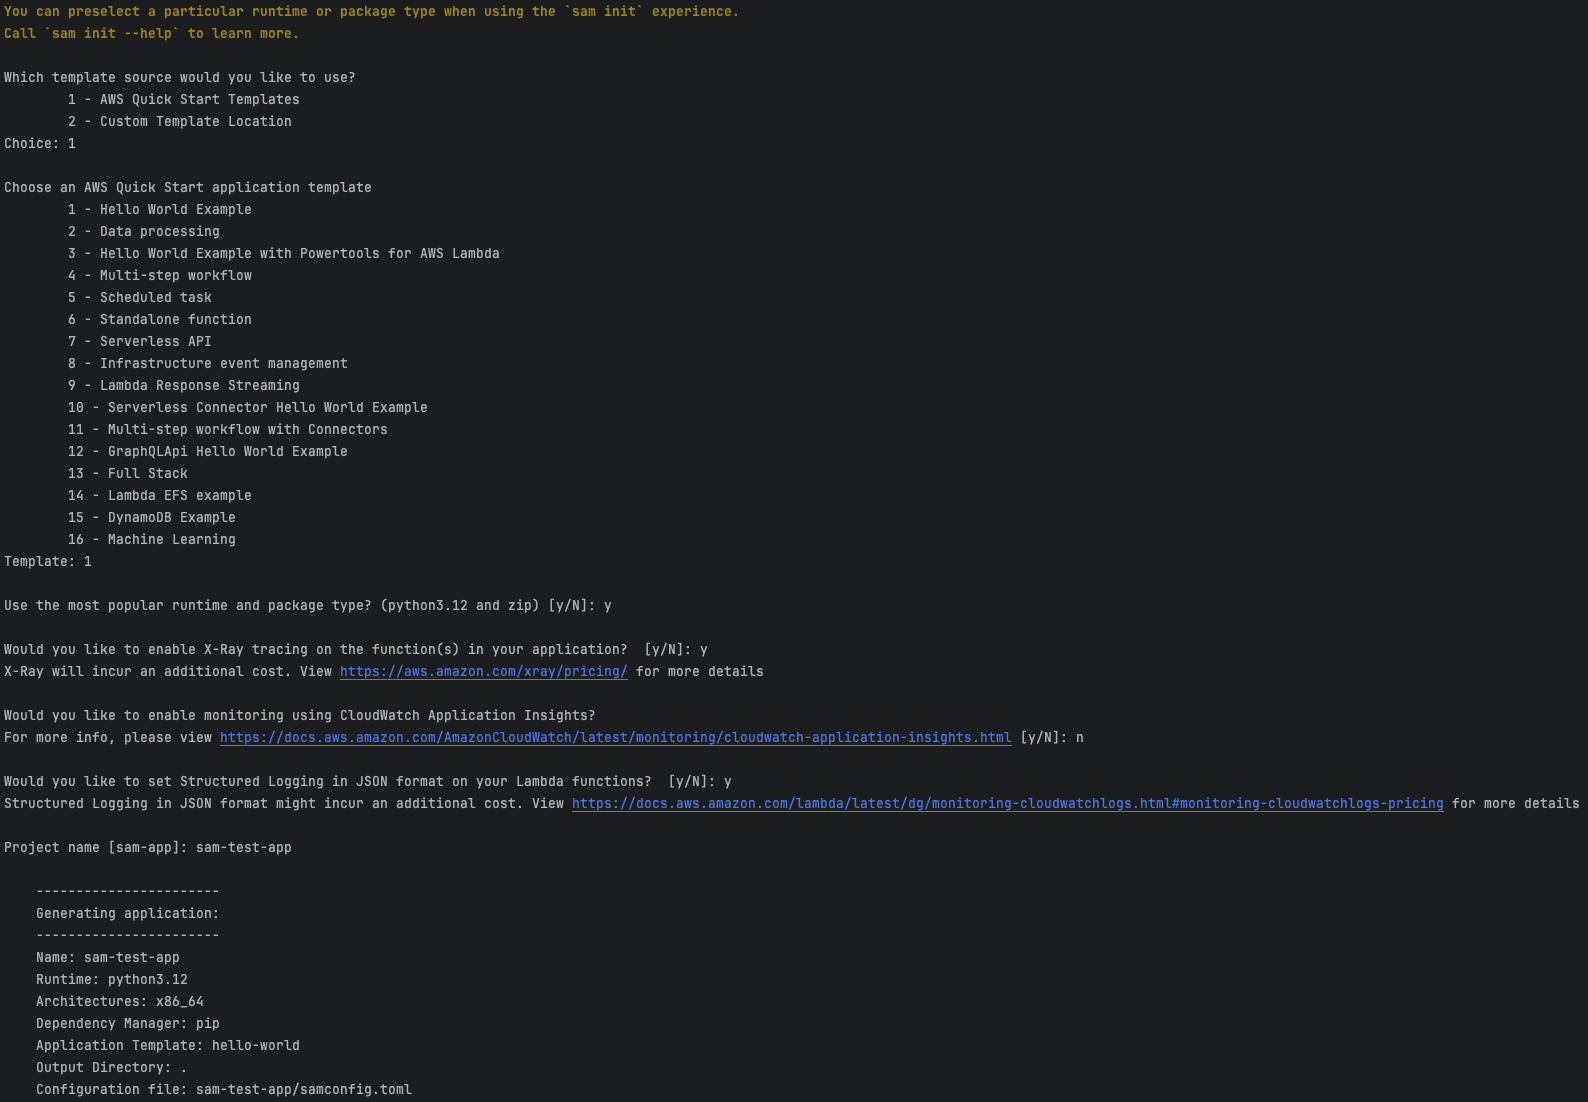 You can preselect a particular runtime or package type when using the `sam init` experience.
Call `sam init --help` to learn more.
Which template source would you like to use?
1 - AWS Quick Start Templates
2 - Custom Template Location
Choice: 1
Choose an AWS Quick Start application template
1 - Hello World Example
2 - Data processing
3 - Hello World Example with Powertools for AWS Lambda
4 - Multi-step workflow
5 - Scheduled task
6 - Standalone function
7 - Serverless API
8 - Infrastructure event management
9 - Lambda Response Streaming
10 - Serverless Connector Hello World Example
11 - Multi-step workflow with Connectors
12 - GraphQLApi Hello World Example
13 - Full Stack
14 - Lambda EFS example
15 - DynamoDB Example
16 - Machine Learning
Template: 1
Use the most popular runtime and package type? (python3.12 and zip) [y/N]: y
Would you like to enable X-Ray tracing on the function(s) in your application?  [y/N]: y
X-Ray will incur an additional cost. View https://aws.amazon.com/xray/pricing/ for more details
Would you like to enable monitoring using CloudWatch Application Insights?
For more info, please view https://docs.aws.amazon.com/AmazonCloudWatch/latest/monitoring/cloudwatch-application-insights.html [y/N]: n
Would you like to set Structured Logging in JSON format on your Lambda functions?  [y/N]: y
Structured Logging in JSON format might incur an additional cost. View https://docs.aws.amazon.com/lambda/latest/dg/monitoring-cloudwatchlogs.html#monitoring-cloudwatchlogs-pricing for more details
Project name [sam-app]: sam-test-app
-----------------------
Generating application:
-----------------------
Name: sam-test-app
Runtime: python3.12
Architectures: x86_64
Dependency Manager: pip
Application Template: hello-world
Output Directory: .
Configuration file: sam-test-app/samconfig.toml